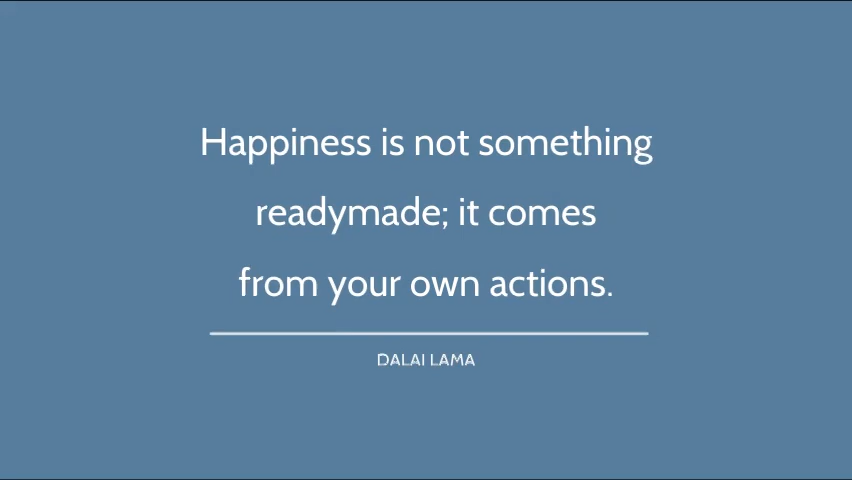 Happiness is not something
readymade; it comes
from your own actions.
DALAI LAMA